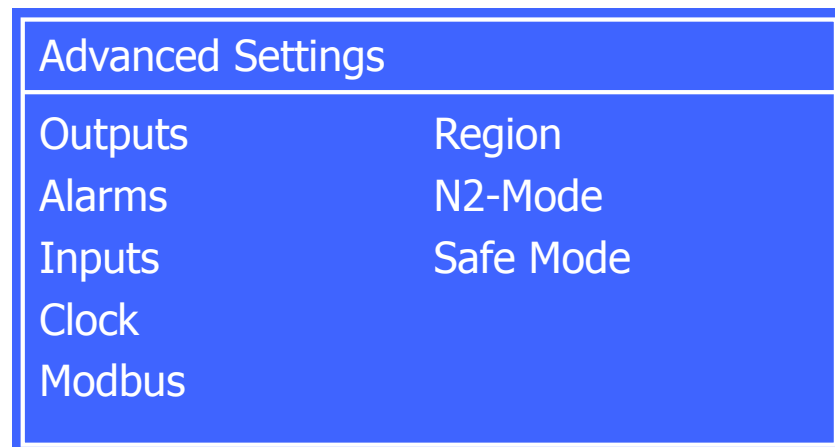 Advanced Settings
Outputs
Alarms
Inputs
Clock
Modbus
Region
N2-Mode
Safe Mode